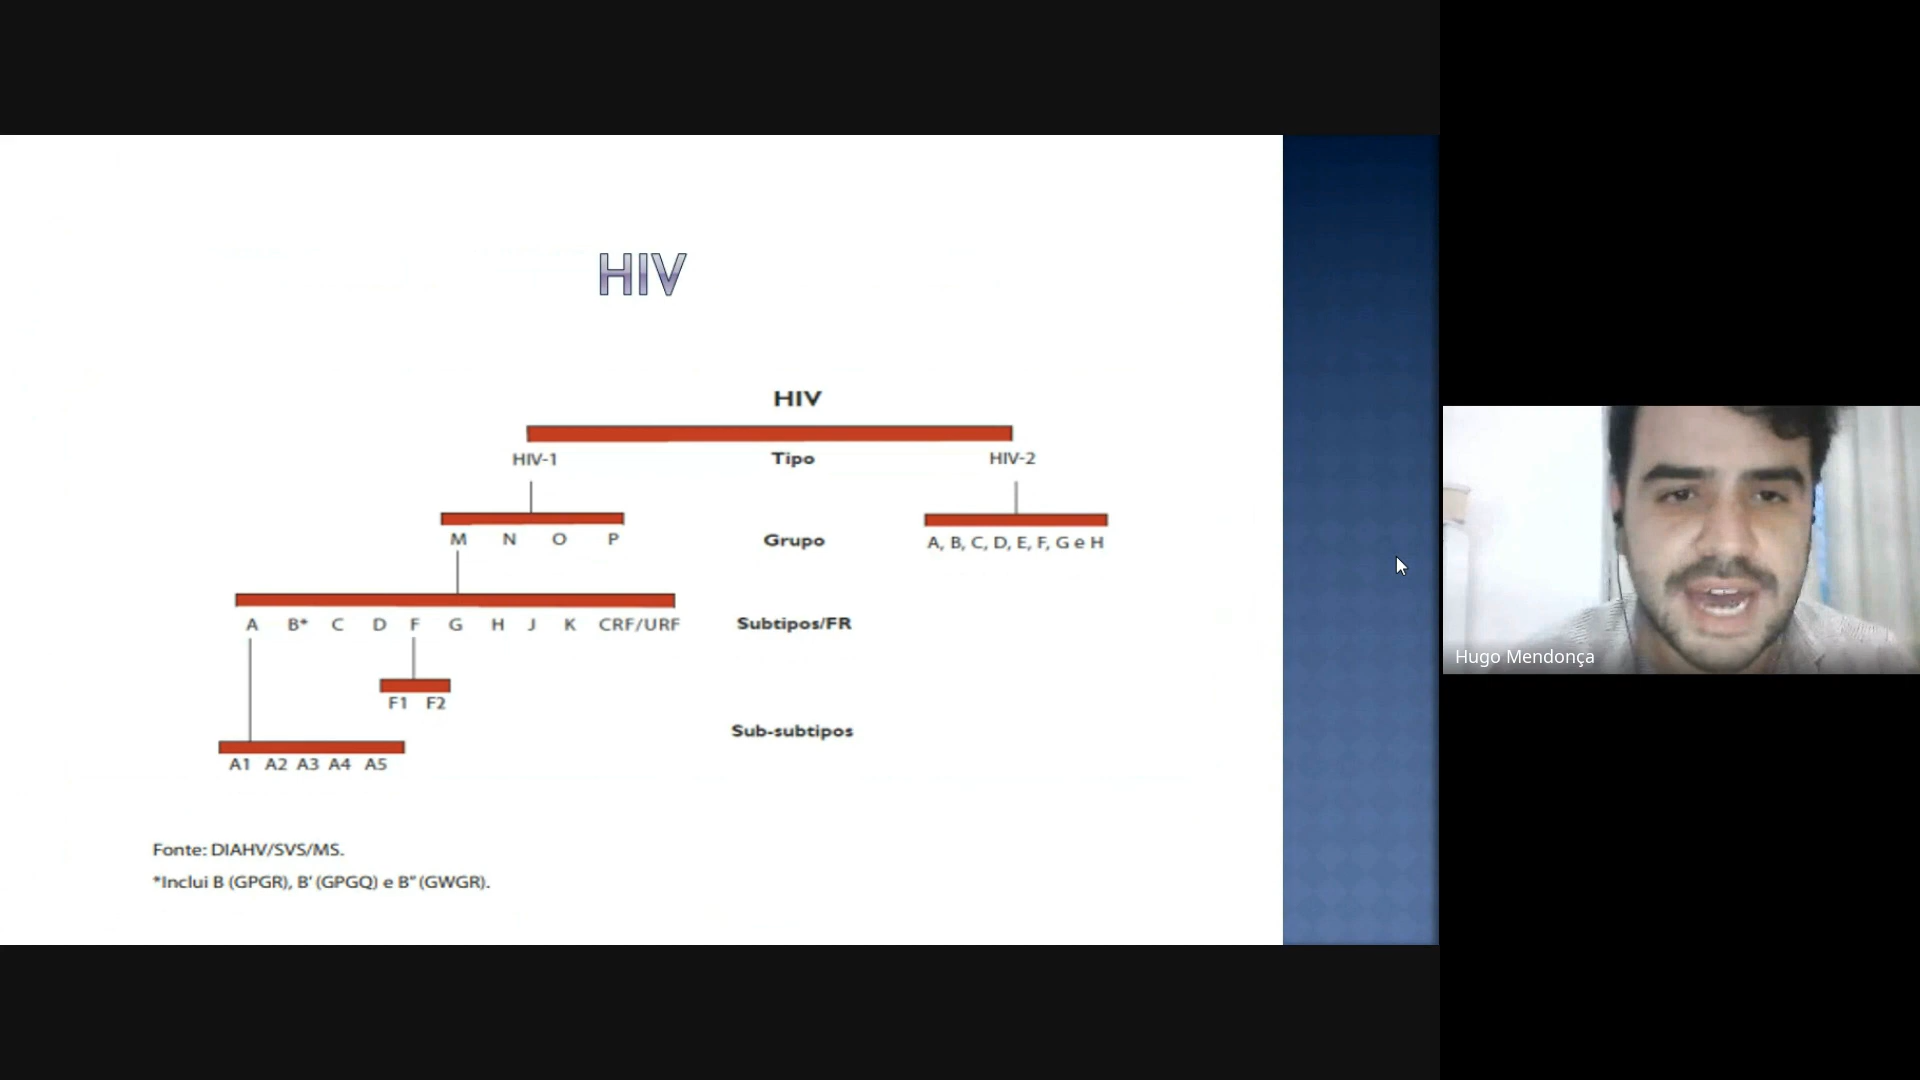 HIV
HIV
HIV-1 Tipo HIV-2
M N O P Grupo A, B, C, D, E, F, G e H
A B* C D F G H J K CRF/URF Subtipos/FR
F1 F2
Sub-subtipos
A1 A2 A3 A4 A5
Fonte: DIAHV/SVS/MS.
*Inclui B (GPGR), B' (GPGQ) e B" (GWGR).
Hugo Mendonça